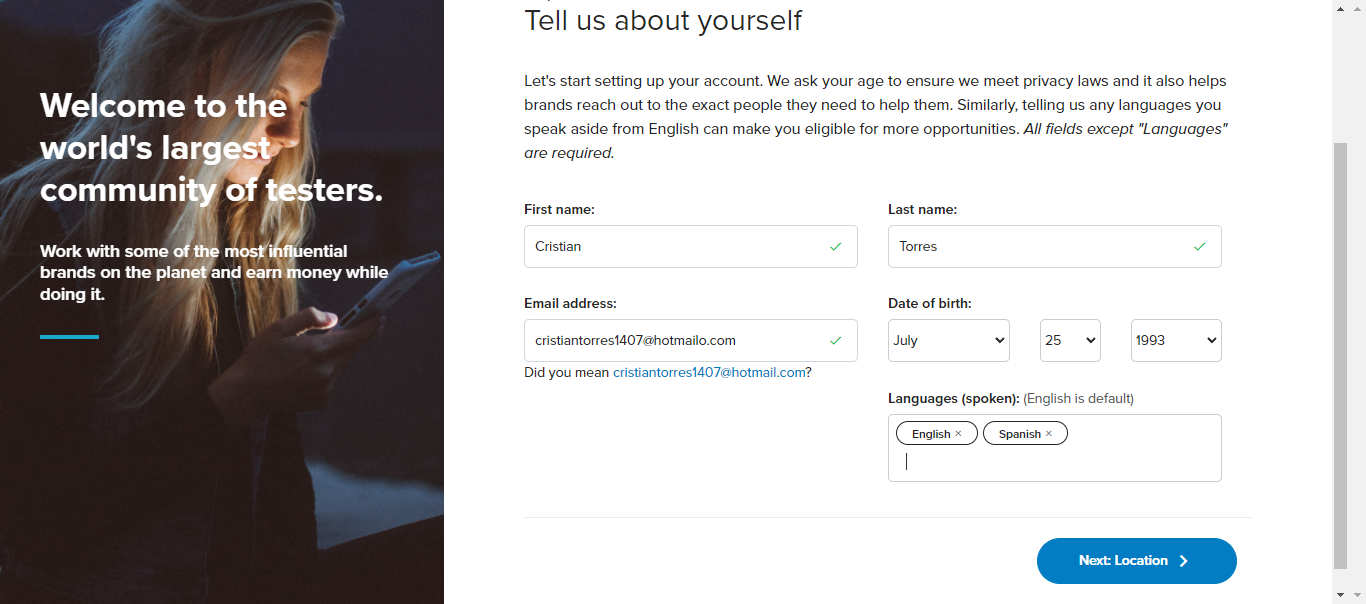 Welcome to the
world's largest
community of testers.
Work with some of the most influential
brands on the planet and earn money while
doing it.
Tell us about yourself
Let's start setting up your account. We ask your age to ensure we meet privacy laws and it also helps
brands reach out to the exact people they need to help them. Similarly, telling us any languages you
speak aside from English can make you eligible for more opportunities. All fields except "Languages"
are required.
First name:
Last name:
Cristian
Torres
Email address:
Date of birth:
cristiantorres1407@hotmailo.com
July 25 1993
Did you mean cristiantorres1407@hotmail.com?
Languages (spoken): (English is default)
English × Spanish ×
Next: Location